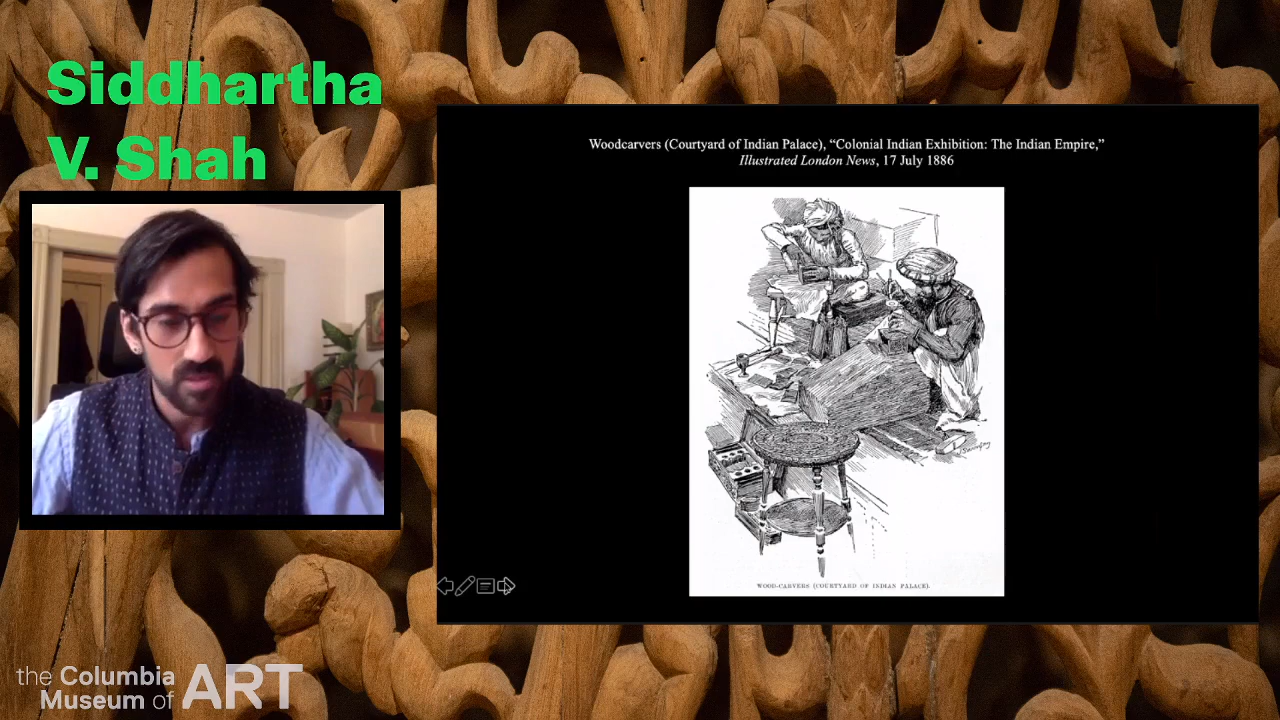 Siddhartha
V. Shah
Woodcarvers (Courtyard of Indian Palace), “Colonial Indian Exhibition: The Indian Empire,”
Illustrated London News, 17 July 1886
WOOD-CARVERS (COURTYARD OF INDIAN PALACE).
the Columbia
Museum of ART